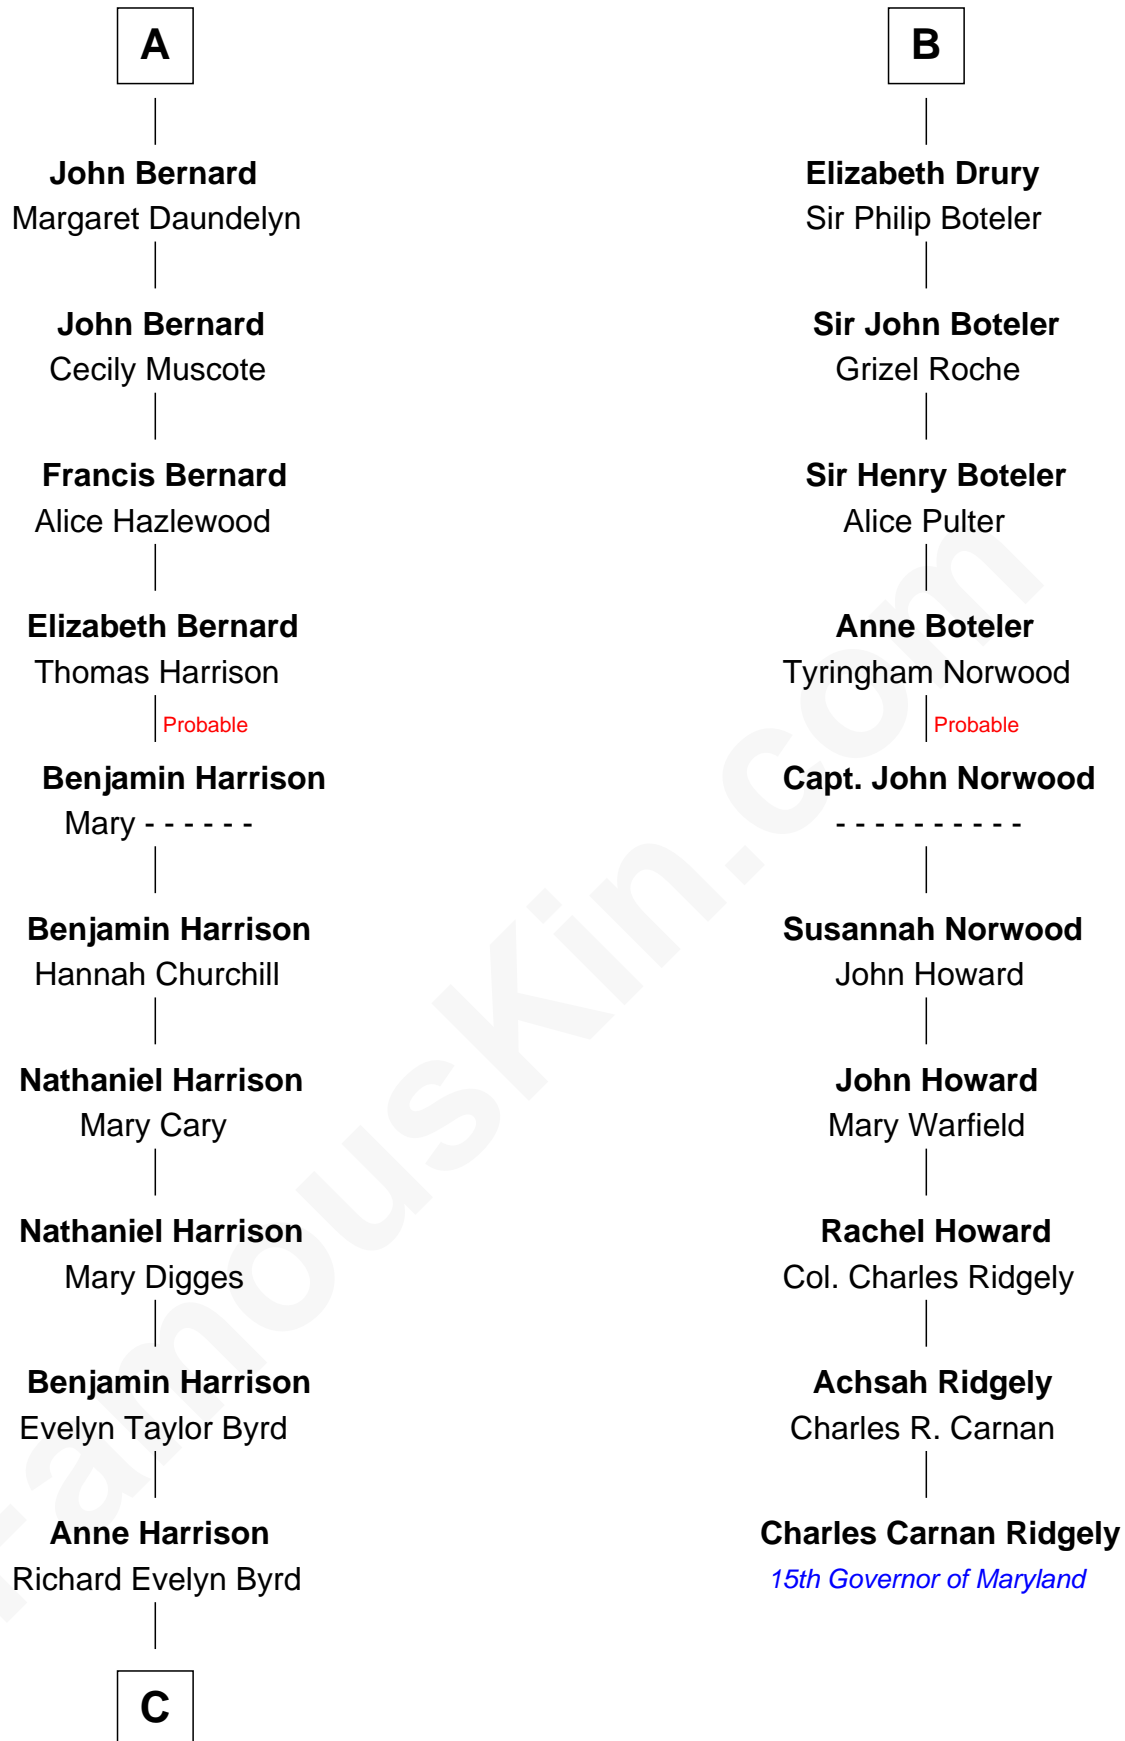 A
John Bernard
Margaret Daundelyn
John Bernard
Cecily Muscote
Francis Bernard
Alice Hazlewood
Elizabeth Bernard
Thomas Harrison
Probable
Benjamin Harrison
Mary - - - - - -
Benjamin Harrison
Hannah Churchill
Nathaniel Harrison
Mary Cary
Nathaniel Harrison
Mary Digges
Benjamin Harrison
Evelyn Taylor Byrd
Anne Harrison
Richard Evelyn Byrd
C
B
Elizabeth Drury
Sir Philip Boteler
Sir John Boteler
Grizel Roche
Sir Henry Boteler
Alice Pulter
Anne Boteler
Tyringham Norwood
Probable
Capt. John Norwood
- - - - - - - - - -
Susannah Norwood
John Howard
John Howard
Mary Warfield
Rachel Howard
Col. Charles Ridgely
Achsah Ridgely
Charles R. Carnan
Charles Carnan Ridgely
15th Governor of Maryland
FamousKin.com